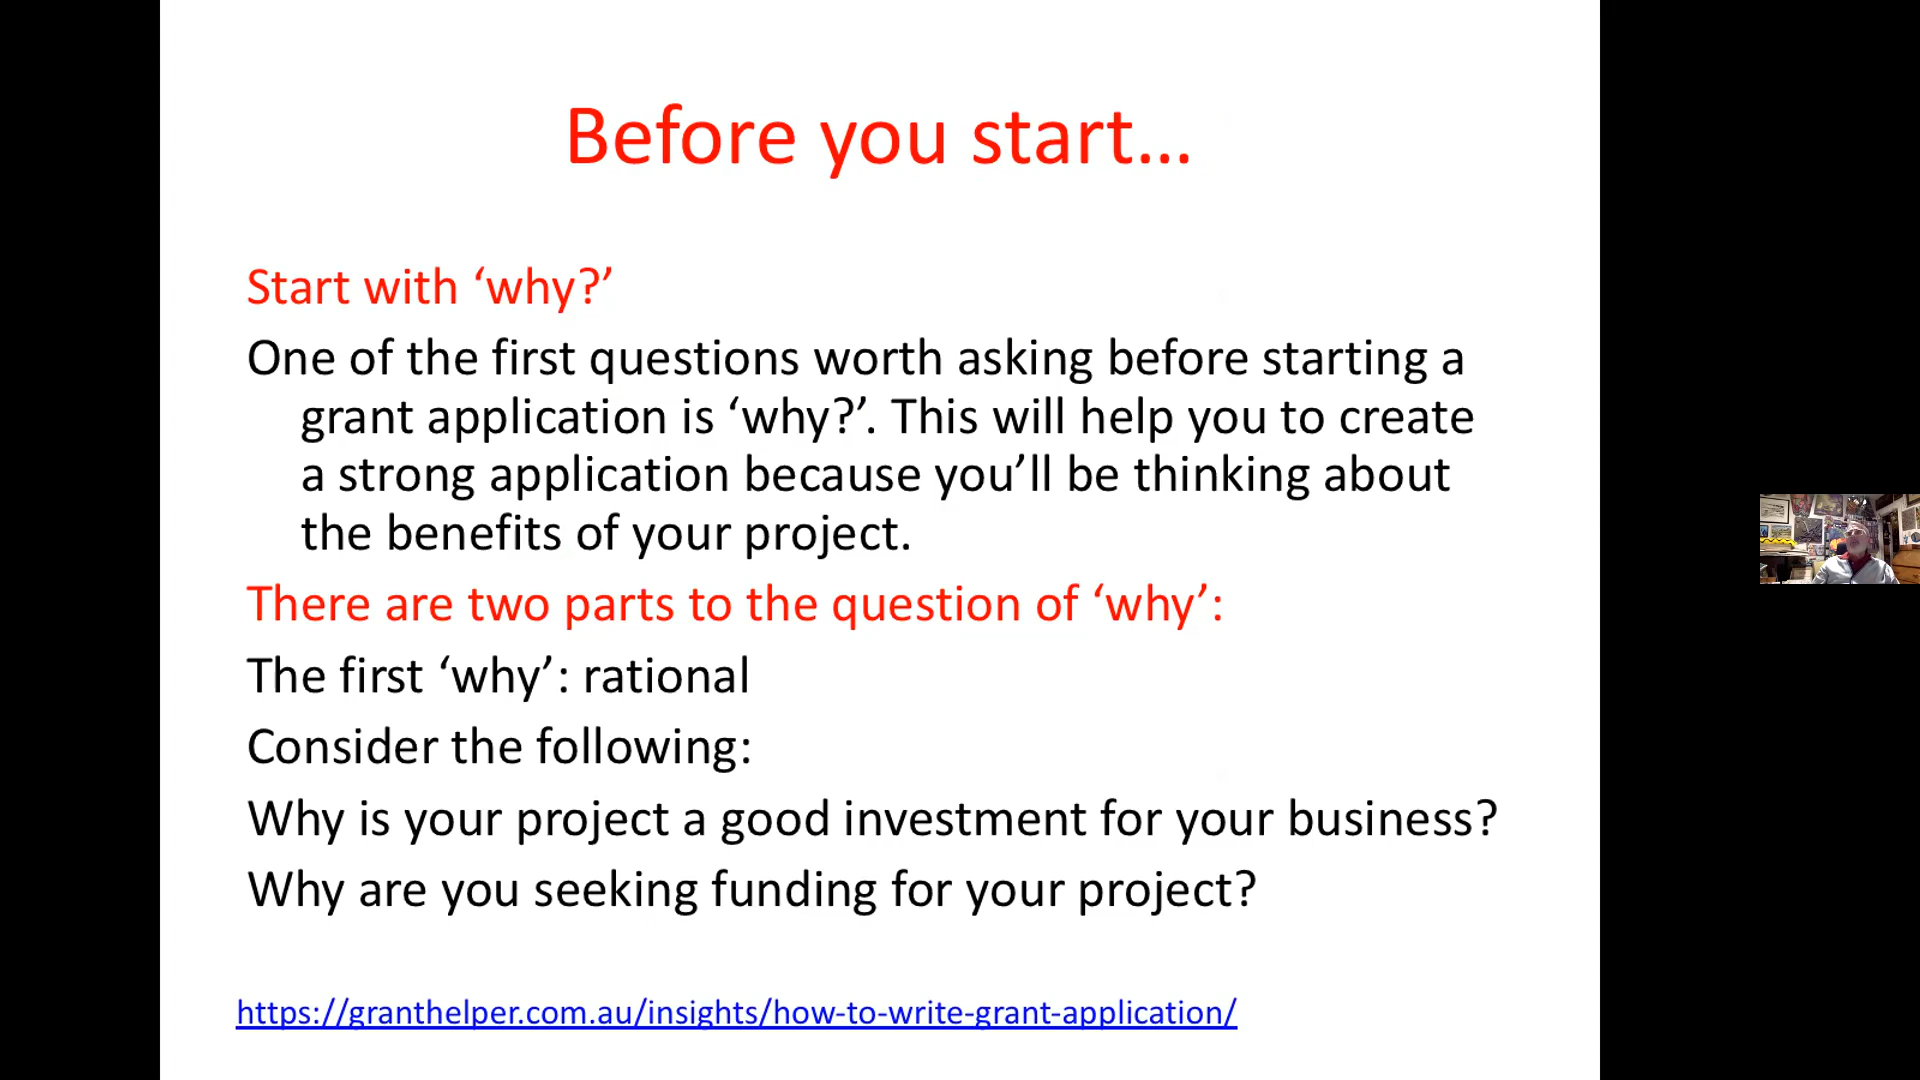 Before you start...
Start with ‘why?’
One of the first questions worth asking before starting a
grant application is ‘why?’. This will help you to create
a strong application because you’ll be thinking about
the benefits of your project.
There are two parts to the question of ‘why’:
The first ‘why’: rational
Consider the following:
Why is your project a good investment for your business?
Why are you seeking funding for your project?
https://granthelper.com.au/insights/how-to-write-grant-application/